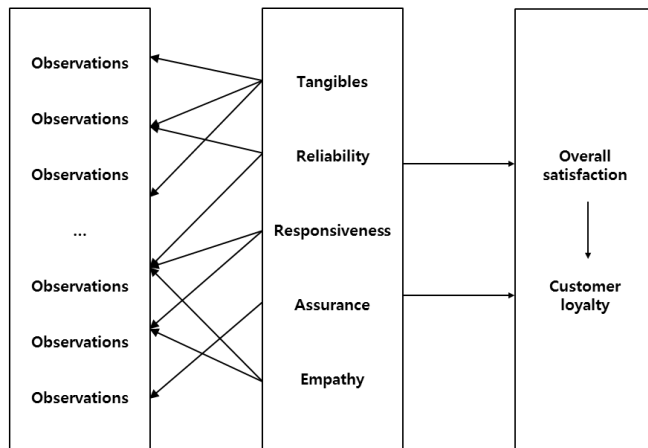 Observations
Observations
Observations
...
Observations
Observations
Observations
Tangibles
Reliability
Responsiveness
Assurance
Empathy
Overall
satisfaction
Customer
loyalty